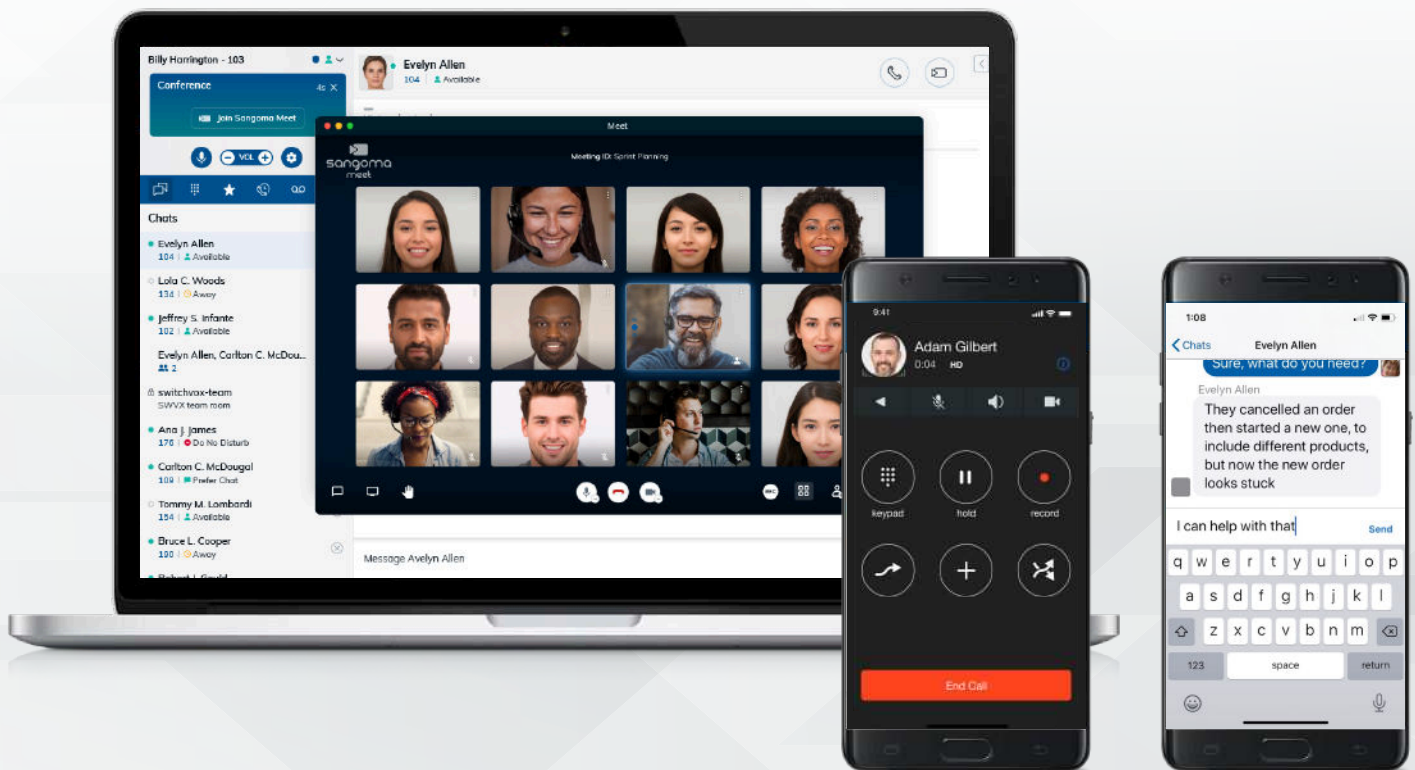 Billy Harrington - 103
Conference
4s X
Join Sangoma Meet
VOL
Chats
Evelyn Allen
104 | Available
Lola C. Woods
134 | Away
Jeffrey S. Infante
102 | Available
Evelyn Allen, Carlton C. McDou...
2
switchvox-team
SWVX team room
Ana J. James
176 | Do No Disturb
Carlton C. McDougal
109 | Prefer Chat
Tommy M. Lombardi
154 | Available
Bruce L. Cooper
190 | Away
Evelyn Allen
104 | Available
Message Avelyn Allen
Meet
sangoma
meet
Meeting ID: Sprint Planning
REC
9:41
Adam Gilbert
0:04 HD
keypad
hold
record
End Call
1:08
Chats
Evelyn Allen
Sure, what do you need?
Evelyn Allen
They cancelled an order
then started a new one, to
include different products,
but now the new order
looks stuck
I can help with that
Send
q w e r t y u i o p
a s d f g h j k l
z x c v b n m
123 space return